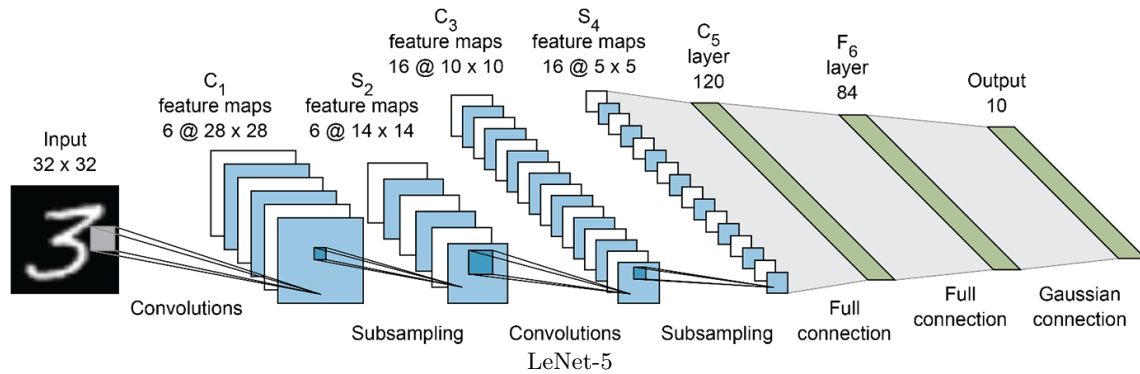 Input
32 x 32
C1
feature maps
6 @ 28 x 28
S2
feature maps
6 @ 14 x 14
C3
feature maps
16 @ 10 x 10
S4
feature maps
16 @ 5 x 5
C5
layer
120
F6
layer
84
Output
10
3
Convolutions
Subsampling
Convolutions
Subsampling
Full
connection
Full
connection
Gaussian
connection
LeNet-5